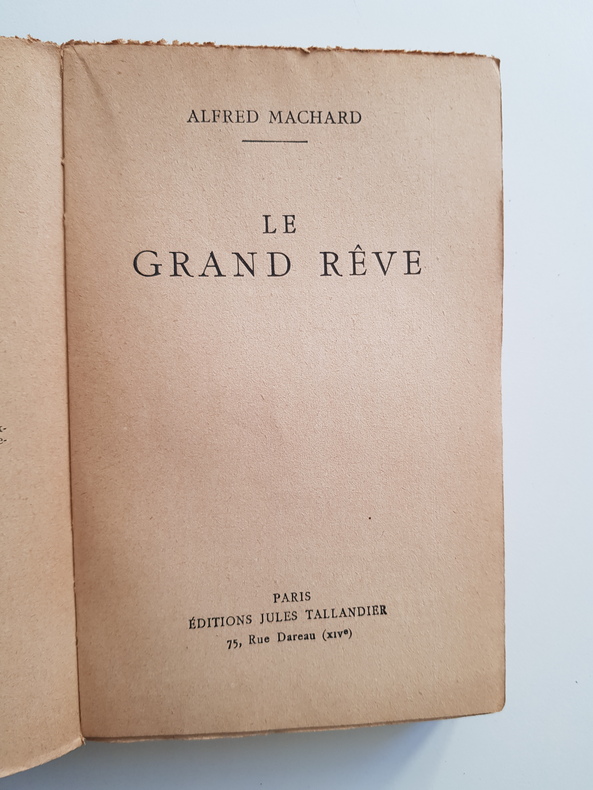 ALFRED MACHARD
LE
GRAND RÊVE
PARIS
ÉDITIONS JULES TALLANDIER
75, Rue Dareau (XIVe)